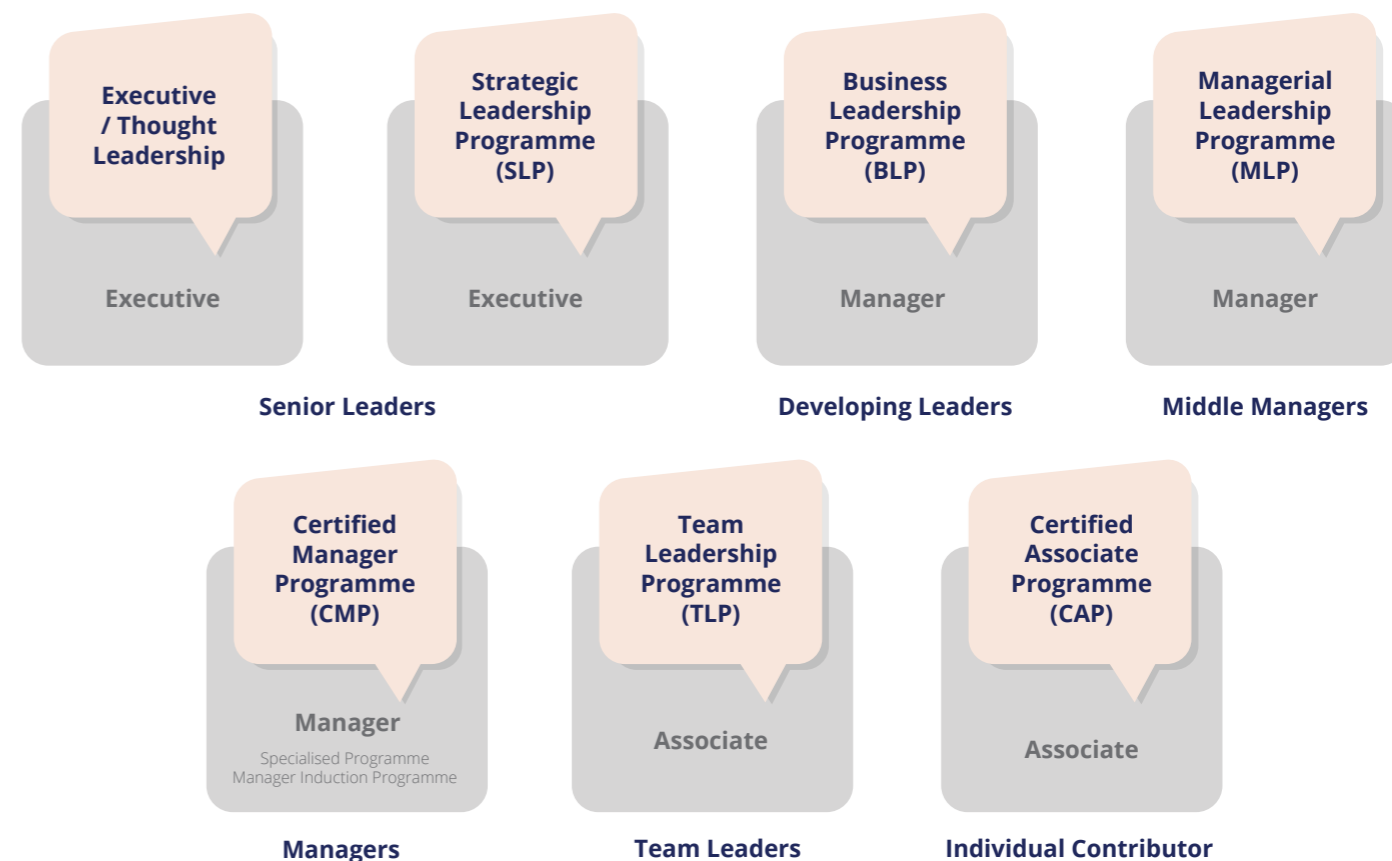 Executive
/ Thought
Leadership
Executive
Strategic
Leadership
Programme
(SLP)
Executive
Senior Leaders
Business
Leadership
Programme
(BLP)
Manager
Developing Leaders
Managerial
Leadership
Programme
(MLP)
Manager
Middle Managers
Certified
Manager
Programme
(CMP)
Manager
Specialised Programme
Manager Induction Programme
Managers
Team
Leadership
Programme
(TLP)
Associate
Team Leaders
Certified
Associate
Programme
(CAP)
Associate
Individual Contributor